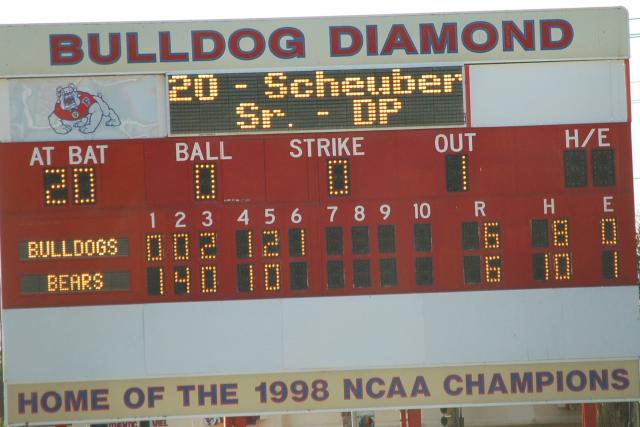 BULLDOG DIAMOND
20 - Scheuber
Sr. - DP
AT BAT BALL STRIKE OUT H/E
20 0 0 1
1 2 3 4 5 6 7 8 9 10 R H E
BULLDOGS 0 0 2 1 2 1 6 8 0
BEARS 1 4 0 1 0 6 10 1
HOME OF THE 1998 NCAA CHAMPIONS